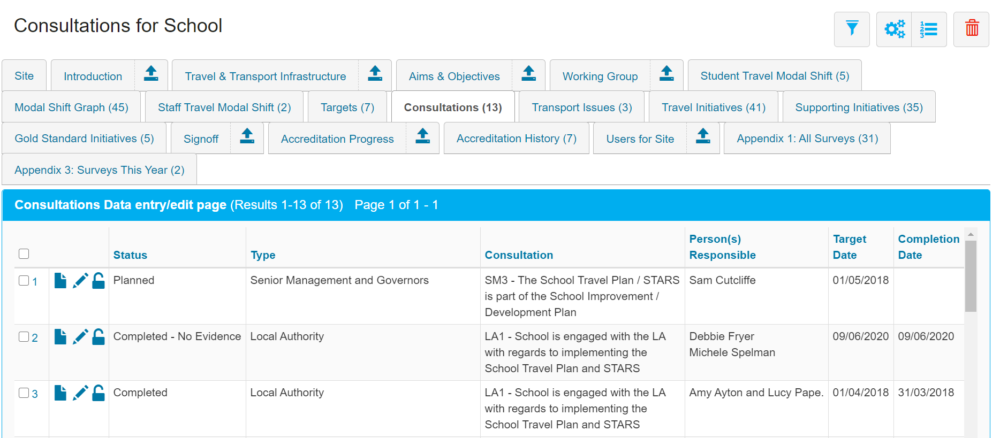 Consultations for School
Site Introduction Travel & Transport Infrastructure Aims & Objectives Working Group Student Travel Modal Shift (5)
Modal Shift Graph (45) Staff Travel Modal Shift (2) Targets (7) Consultations (13) Transport Issues (3) Travel Initiatives (41) Supporting Initiatives (35)
Gold Standard Initiatives (5) Signoff Accreditation Progress Accreditation History (7) Users for Site Appendix 1: All Surveys (31)
Appendix 3: Surveys This Year (2)
Consultations Data entry/edit page (Results 1-13 of 13) Page 1 of 1 - 1
Status
Type
Consultation
Person(s)
Responsible
Target
Date
Completion
Date
1
Planned
Senior Management and Governors
SM3 - The School Travel Plan / STARS
is part of the School Improvement /
Development Plan
Sam Cutcliffe
01/05/2018
2
Completed - No Evidence
Local Authority
LA1 - School is engaged with the LA
with regards to implementing the
School Travel Plan and STARS
Debbie Fryer
Michele Spelman
09/06/2020
09/06/2020
3
Completed
Local Authority
LA1 - School is engaged with the LA
with regards to implementing the
School Travel Plan and STARS
Amy Ayton and Lucy Pape.
01/04/2018
31/03/2018